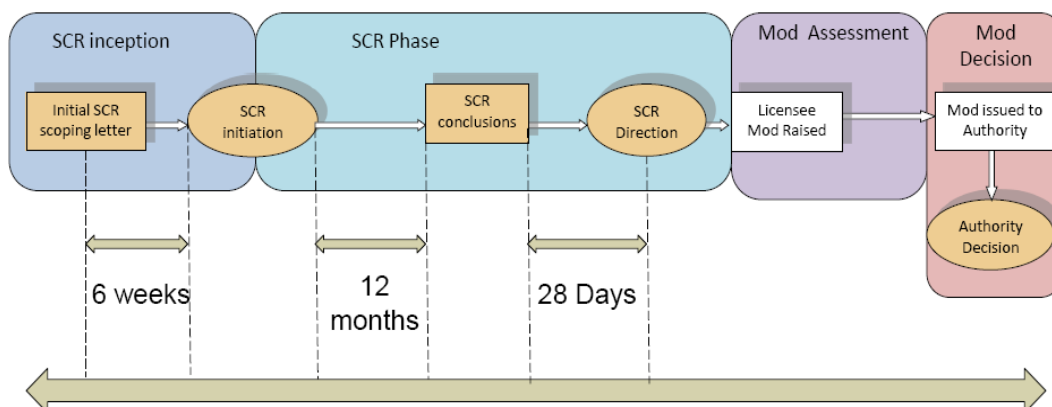 SCR inception
SCR Phase
Mod Assessment
Mod
Decision
Initial SCR
scoping letter
SCR
initiation
SCR
conclusions
SCR
Direction
Licensee
Mod Raised
Mod issued to
Authority
Authority
Decision
6 weeks
12
months
28 Days